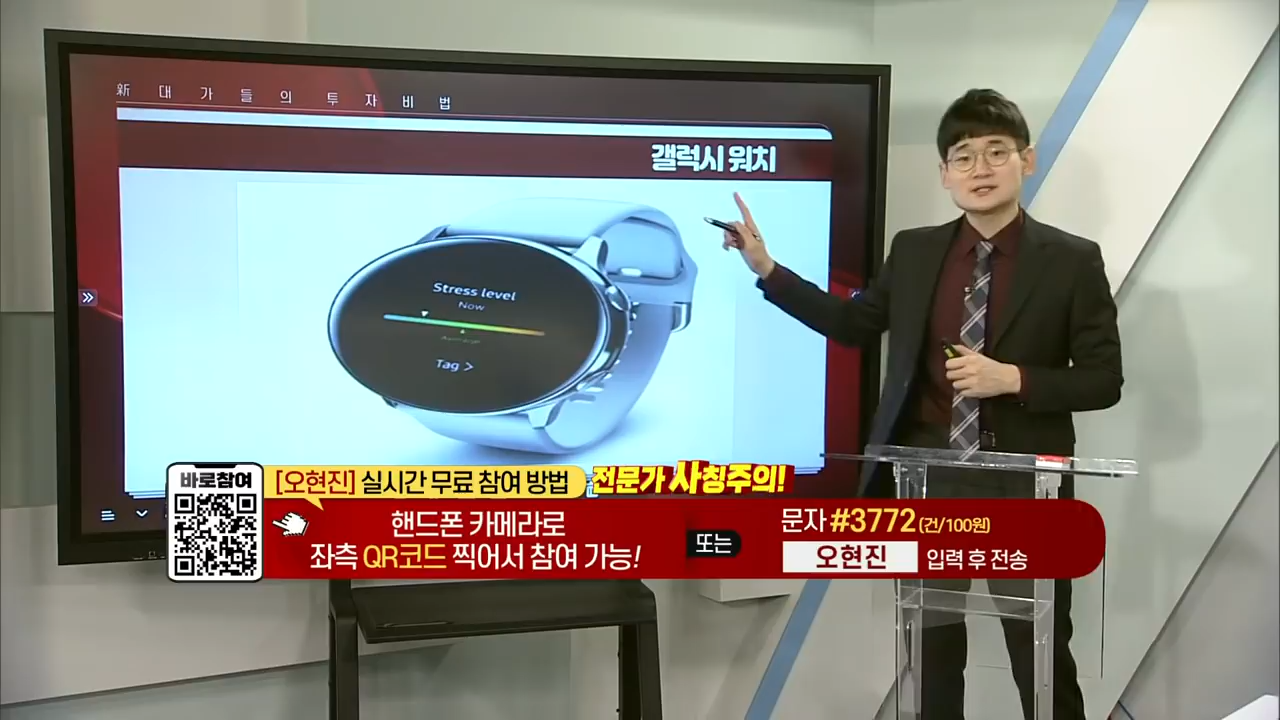 新 대 가 들 의 투 자 비 법
갤럭시 워치
Stress level
Now
Average
Tag >
바로참여
[오현진] 실시간 무료 참여 방법
전문가 사칭주의!
핸드폰 카메라로
좌측 QR코드 찍어서 참여 가능!
또는
문자 #3772 (건/100원)
오현진 입력 후 전송